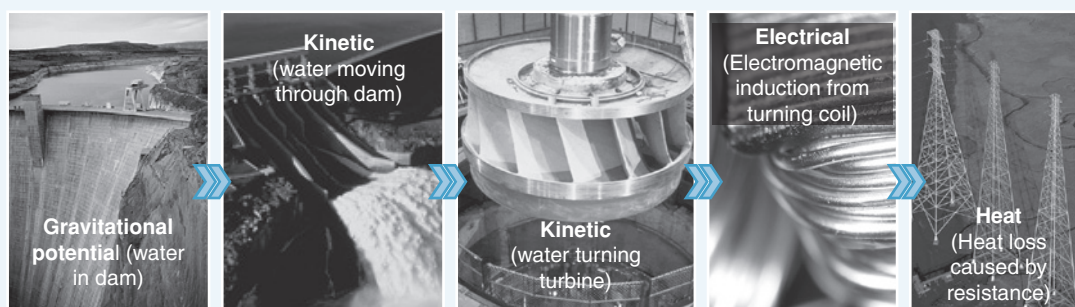 Gravitational
potential (water
in dam)
Kinetic
(water moving
through dam)
Kinetic
(water turning
turbine)
Electrical
(Electromagnetic
induction from
turning coil)
Heat
(Heat loss
caused by
resistance)